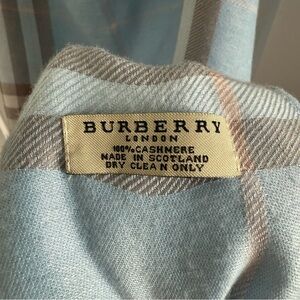 BURBERRY
LONDON
100% CASHMERE
MADE IN SCOTLAND
DRY CLEAN ONLY